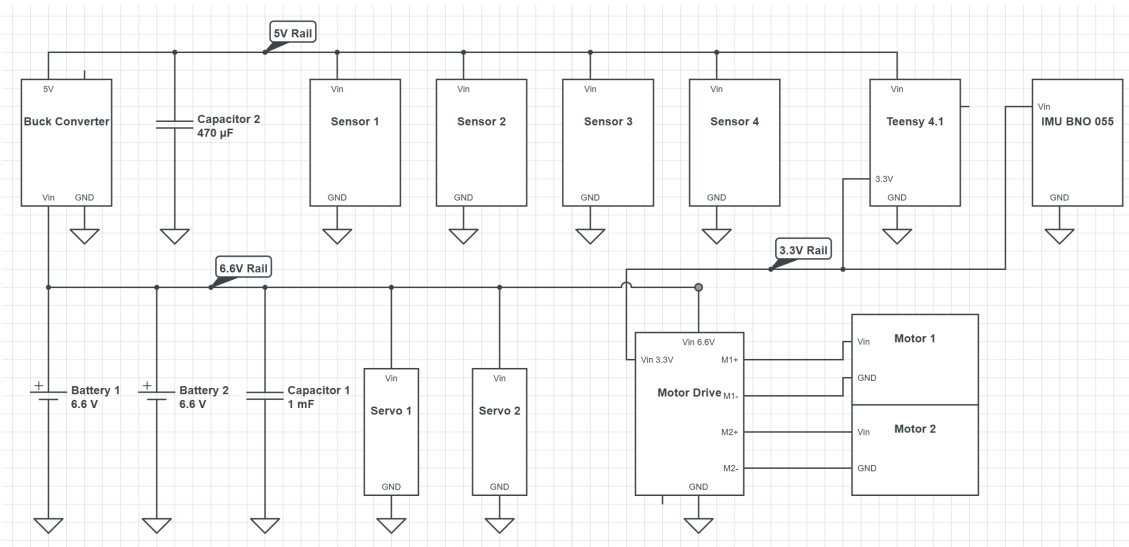 5V Rail
5V
Buck Converter
Vin
GND
Capacitor 2
470 µF
Vin
Sensor 1
GND
Vin
Sensor 2
GND
Vin
Sensor 3
GND
Vin
Sensor 4
GND
Vin
Teensy 4.1
3.3V
GND
Vin
IMU BNO 055
GND
3.3V Rail
6.6V Rail
+
Battery 1
6.6 V
+
Battery 2
6.6 V
Capacitor 1
1 mF
Vin
Servo 1
GND
Vin
Servo 2
GND
Vin 6.6V
Vin 3.3V
M1+
Motor Drive
M1-
M2+
M2-
GND
Vin
Motor 1
GND
Vin
Motor 2
GND